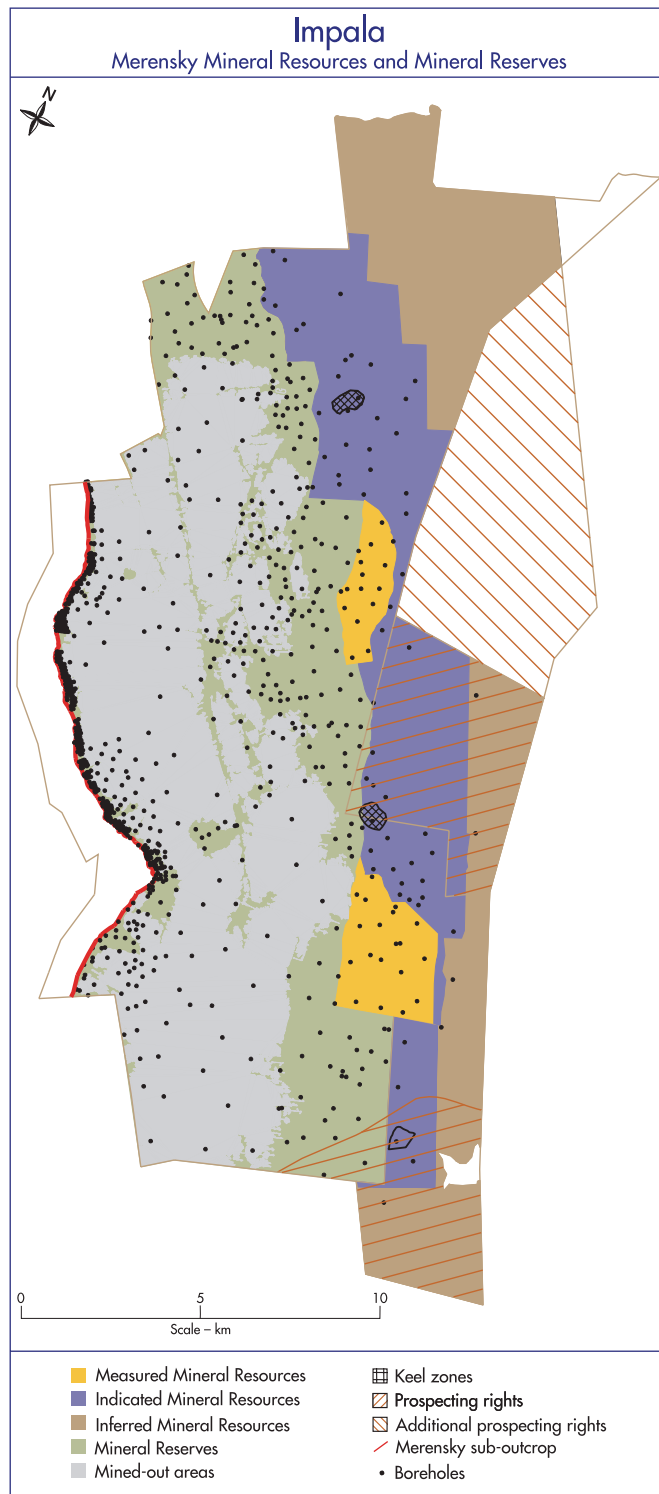 Impala
Merensky Mineral Resources and Mineral Reserves
N
0 5 10
Scale – km
Measured Mineral Resources
Indicated Mineral Resources
Inferred Mineral Resources
Mineral Reserves
Mined-out areas
Keel zones
Prospecting rights
Additional prospecting rights
Merensky sub-outcrop
Boreholes